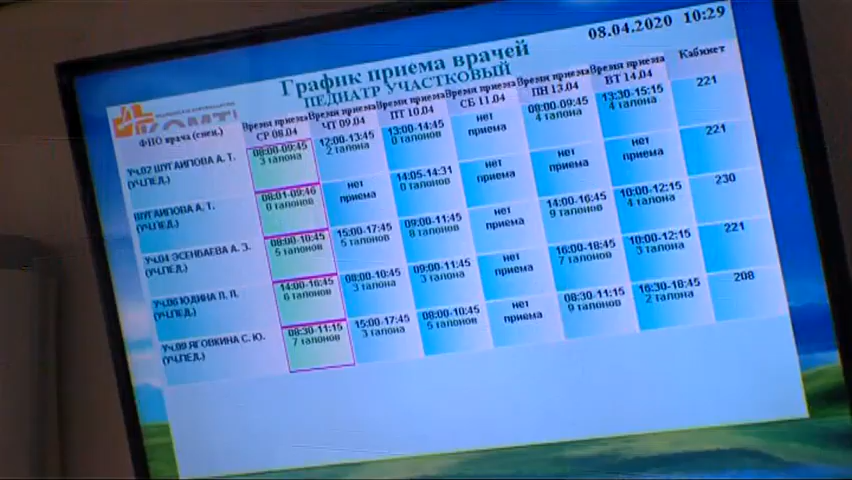 08.04.2020 10:29
График приема врачей
ПЕДИАТР УЧАСТКОВЫЙ
КОМТ
ФИО врача (спец.) Время приема СР 08.04 Время приема ЧТ 09.04 Время приема ПТ 10.04 Время приема СБ 11.04 Время приема ПН 13.04 Время приема ВТ 14.04 Кабинет
Уч.07 ШУГАИПОВА А. Т. (УЧ.ПЕД.) 08:00-09:45 3 талона 12:00-13:45 2 талона 13:00-14:45 0 талонов нет приема 08:00-09:45 4 талона 13:30-15:15 4 талона 221
ШУГАИПОВА А. Т. (УЧ.ПЕД.) 08:01-09:46 0 талонов нет приема 14:05-14:31 0 талонов нет приема нет приема нет приема 221
Уч.04 ЭСЕНБАЕВА А. З. (УЧ.ПЕД.) 08:00-10:45 5 талонов 15:00-17:45 5 талонов 09:00-11:45 8 талонов нет приема 14:00-16:45 9 талонов 10:00-12:15 4 талона 230
Уч.06 ЮДИНА П. П. (УЧ.ПЕД.) 14:00-16:45 6 талонов 08:00-10:45 3 талона 09:00-11:45 3 талона нет приема 16:00-18:45 7 талонов 10:00-12:15 3 талона 221
Уч.09 ЯГОВКИНА С. Ю. (УЧ.ПЕД.) 08:30-11:15 7 талонов 15:00-17:45 3 талона 08:00-10:45 5 талонов нет приема 08:30-11:15 9 талонов 16:30-18:45 2 талона 208